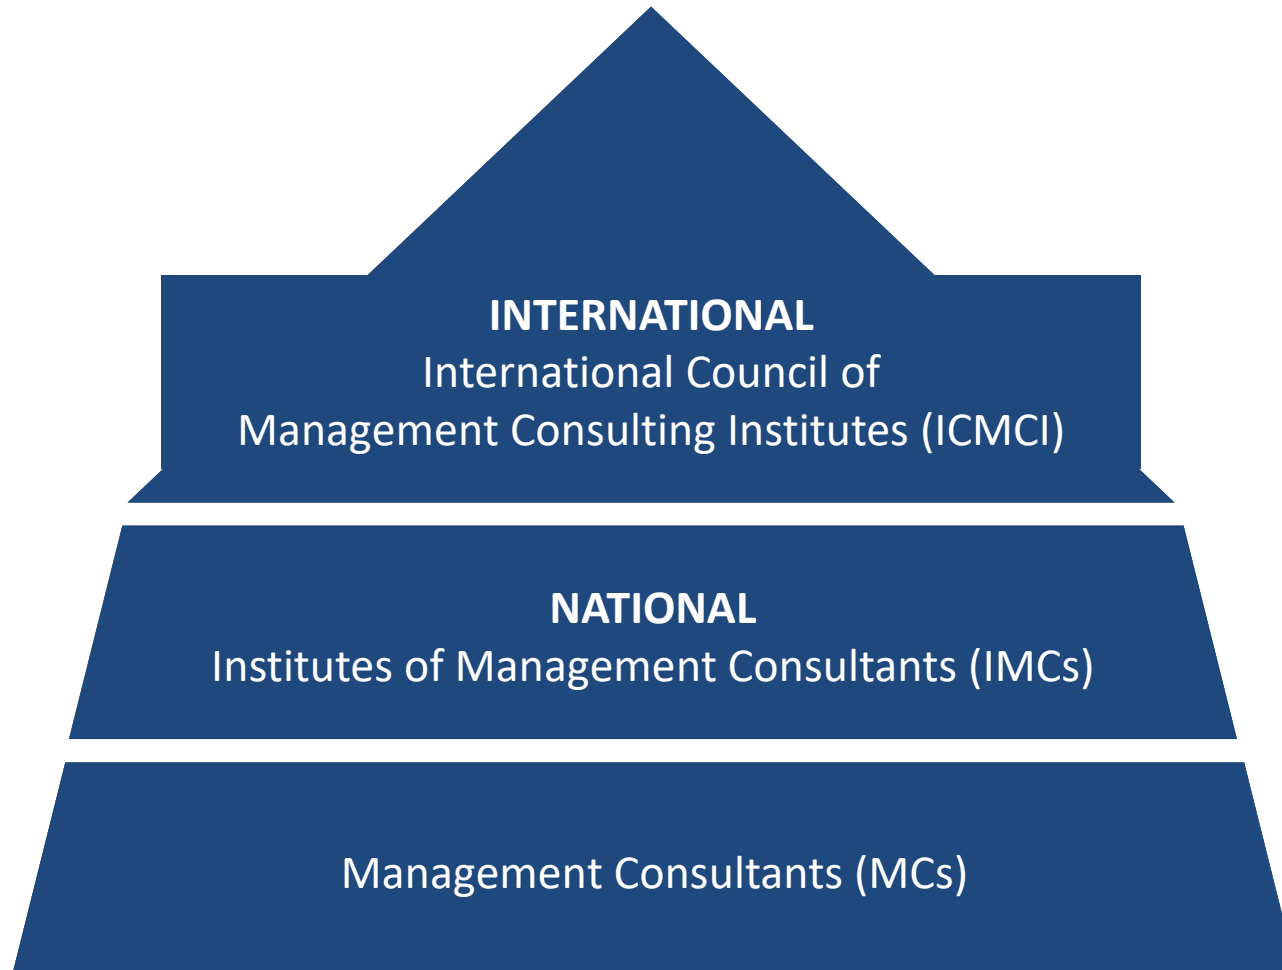 INTERNATIONAL
International Council of
Management Consulting Institutes (ICMCI)
NATIONAL
Institutes of Management Consultants (IMCs)
Management Consultants (MCs)